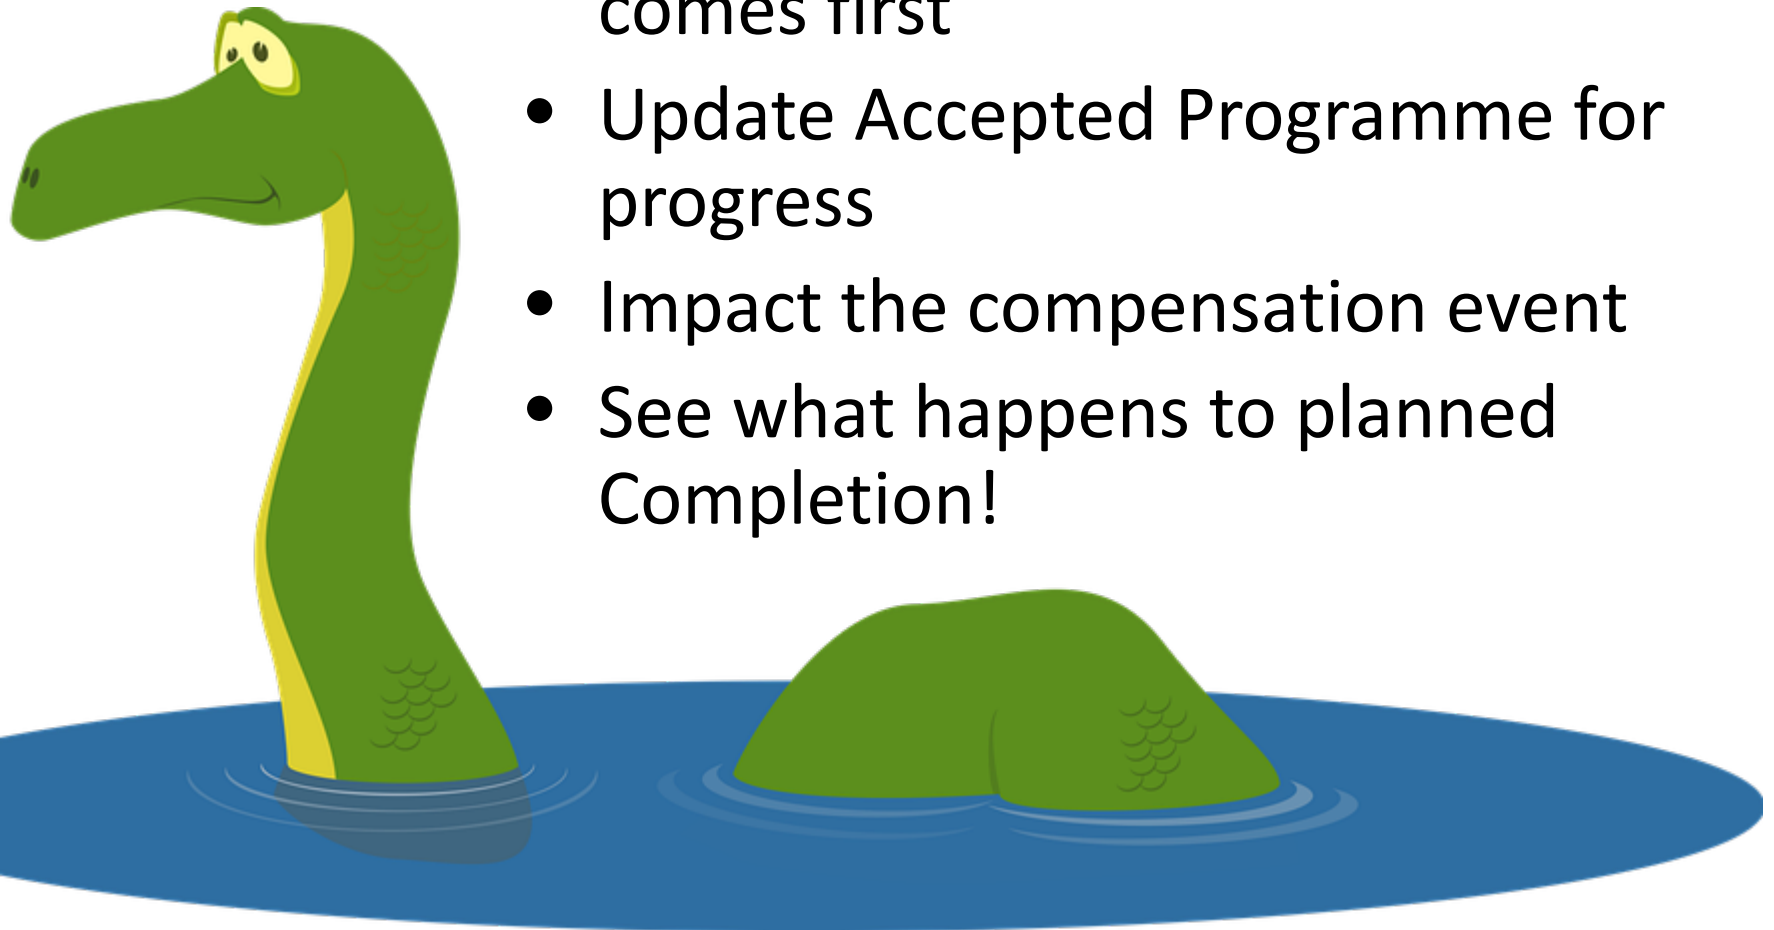 comes first
• Update Accepted Programme for
progress
• Impact the compensation event
• See what happens to planned
Completion!